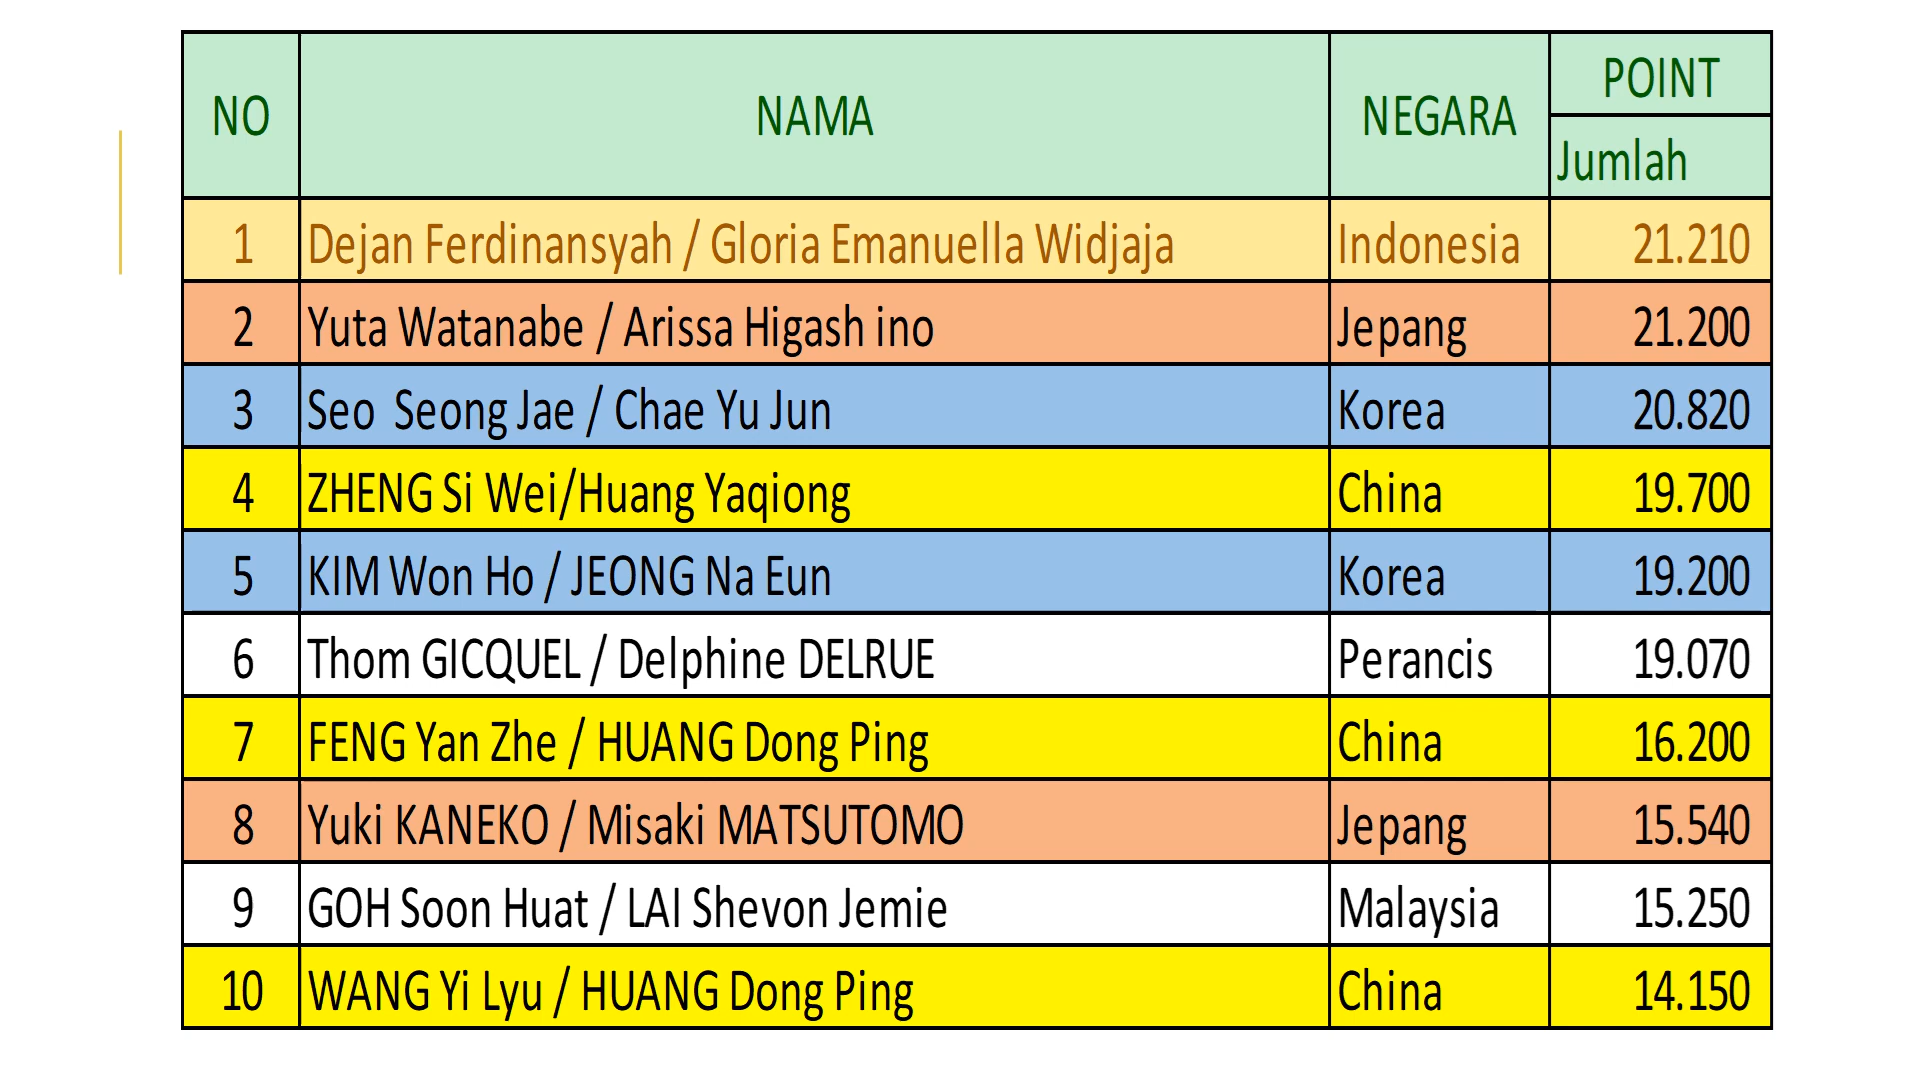 NO NAMA NEGARA POINT
Jumlah
1 Dejan Ferdinansyah / Gloria Emanuella Widjaja Indonesia 21.210
2 Yuta Watanabe / Arissa Higash ino Jepang 21.200
3 Seo Seong Jae / Chae Yu Jun Korea 20.820
4 ZHENG Si Wei/Huang Yaqiong China 19.700
5 KIM Won Ho / JEONG Na Eun Korea 19.200
6 Thom GICQUEL / Delphine DELRUE Perancis 19.070
7 FENG Yan Zhe / HUANG Dong Ping China 16.200
8 Yuki KANEKO / Misaki MATSUTOMO Jepang 15.540
9 GOH Soon Huat / LAI Shevon Jemie Malaysia 15.250
10 WANG Yi Lyu / HUANG Dong Ping China 14.150